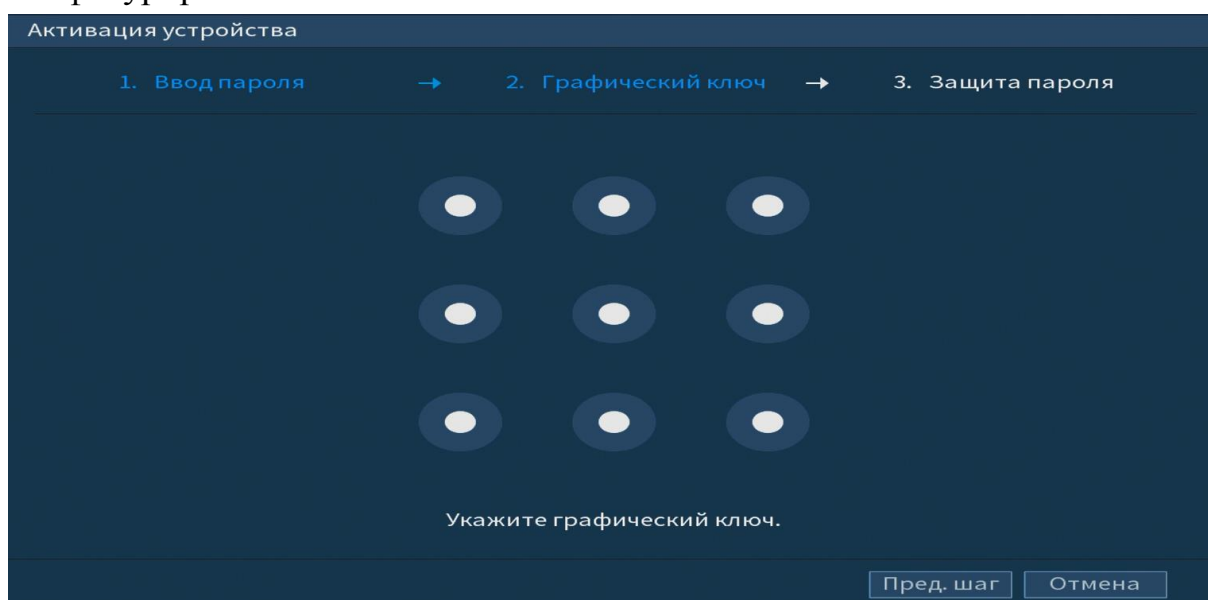 Активация устройства
1. Ввод пароля → 2. Графический ключ → 3. Защита пароля
Укажите графический ключ.
Пред. шаг Отмена